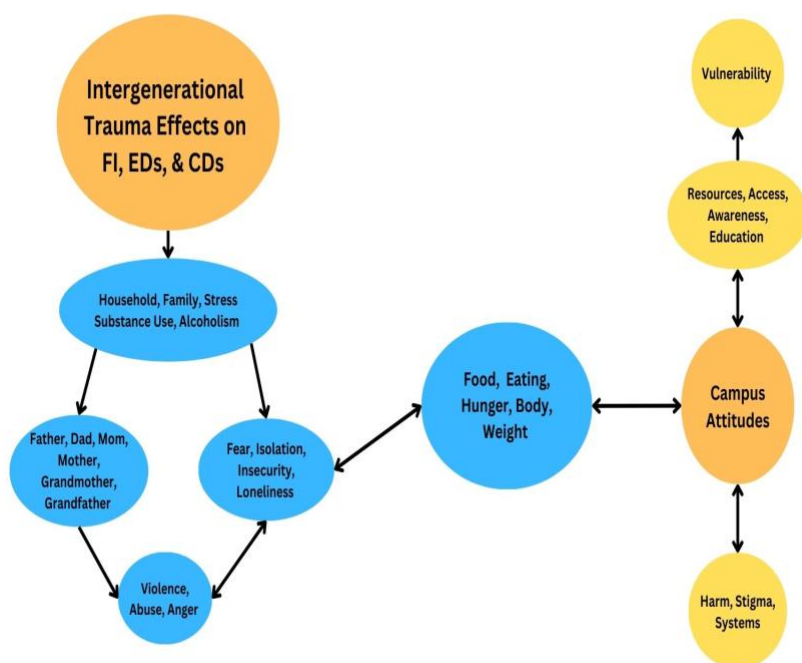 Intergenerational
Trauma Effects on
FI, EDs, & CDs
Household, Family, Stress
Substance Use, Alcoholism
Father, Dad, Mom,
Mother,
Grandmother,
Grandfather
Fear, Isolation,
Insecurity,
Loneliness
Violence,
Abuse, Anger
Food, Eating,
Hunger, Body,
Weight
Vulnerability
Resources, Access,
Awareness,
Education
Campus
Attitudes
Harm, Stigma,
Systems